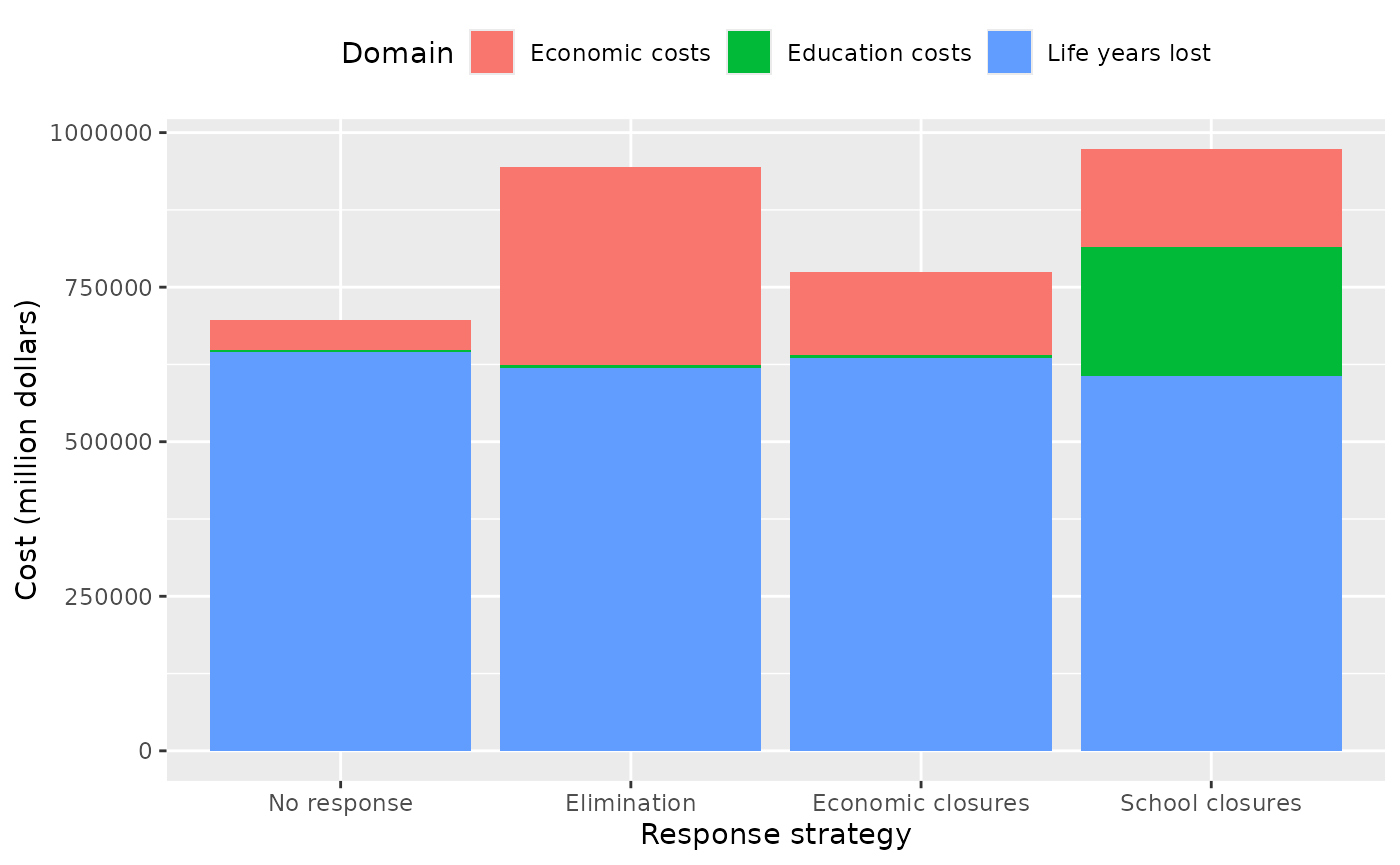 Domain Economic costs Education costs Life years lost
1000000
750000
500000
250000
0
Cost (million dollars)
No response Elimination Economic closures School closures
Response strategy